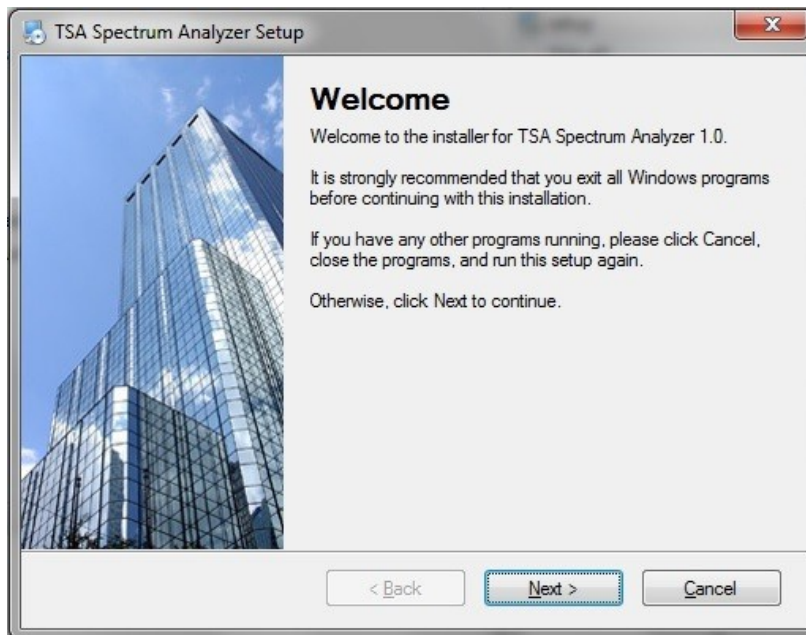 TSA Spectrum Analyzer Setup
Welcome
Welcome to the installer for TSA Spectrum Analyzer 1.0.
It is strongly recommended that you exit all Windows programs
before continuing with this installation.
If you have any other programs running, please click Cancel,
close the programs, and run this setup again.
Otherwise, click Next to continue.
< Back
Next >
Cancel